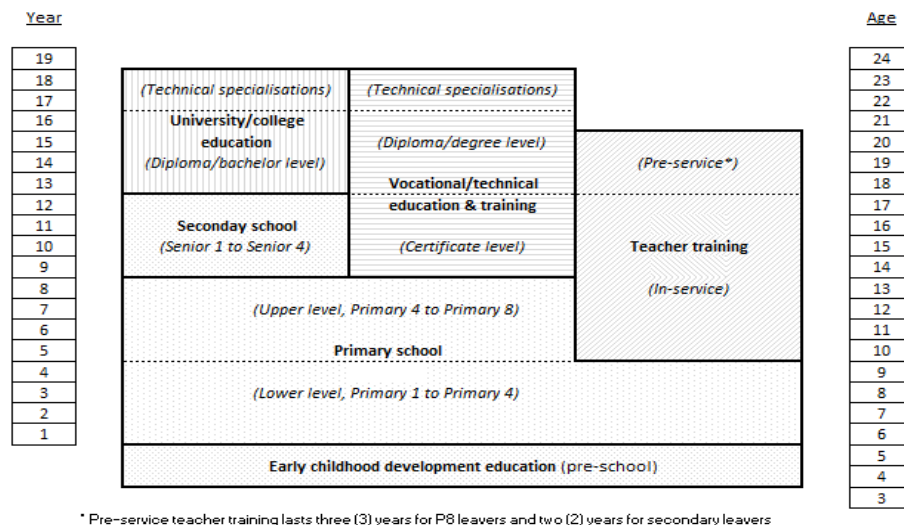 Year Age
19 24
18 (Technical specialisations) (Technical specialisations) 23
17 22
16 University/college 21
15 education (Diploma/degree level) 20
14 (Diploma/bachelor level) (Pre-service*) 19
13 Vocational/technical 18
12 education & training 17
11 Seconday school 16
10 (Senior 1 to Senior 4) (Certificate level) Teacher training 15
9 14
8 (In-service) 13
7 (Upper level, Primary 4 to Primary 8) 12
6 11
5 Primary school 10
4 9
3 (Lower level, Primary 1 to Primary 4) 8
2 7
1 6
5
Early childhood development education (pre-school)
4
3
* Pre-service teacher training lasts three (3) years for P8 leavers and two (2) years for secondary leavers